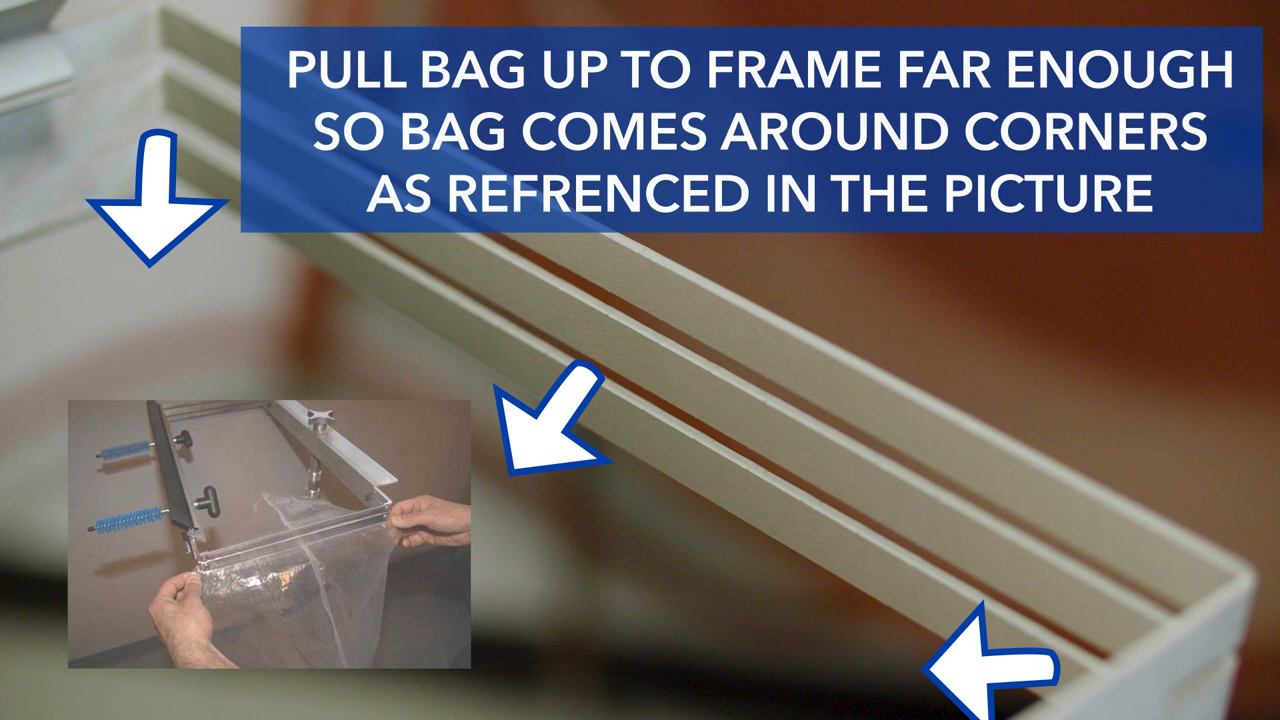 PULL BAG UP TO FRAME FAR ENOUGH
SO BAG COMES AROUND CORNERS
AS REFRENCED IN THE PICTURE